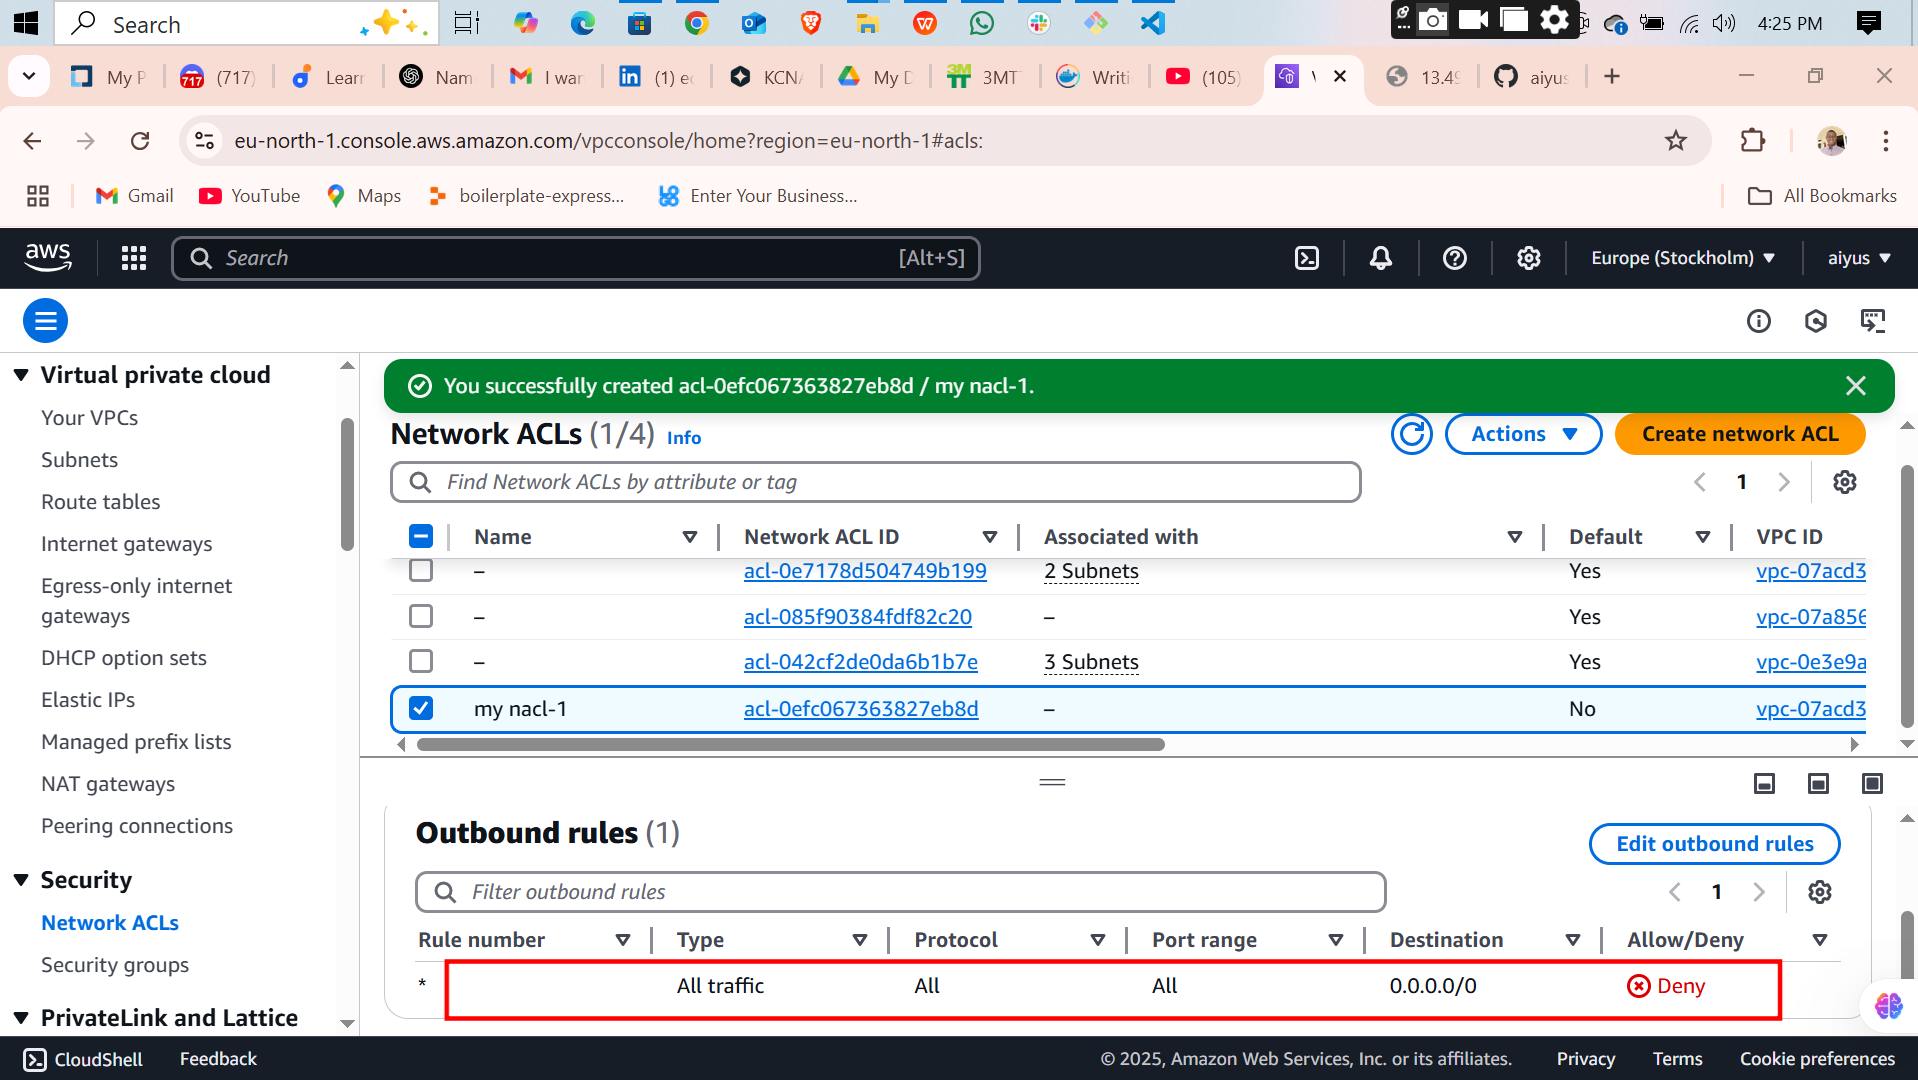 Search
4:25 PM
My P
717
(717)
Learn
Nam
I wan
(1) e
KCNA
My D
3M
TT
3MT
Writi
(105)
13.49
aiyus
eu-north-1.console.aws.amazon.com/vpcconsole/home?region=eu-north-1#acls:
Gmail
YouTube
Maps
boilerplate-express...
Enter Your Business...
All Bookmarks
aws
Search
[Alt+S]
Europe (Stockholm)
aiyus
Virtual private cloud
Your VPCs
Subnets
Route tables
Internet gateways
Egress-only internet
gateways
DHCP option sets
Elastic IPs
Managed prefix lists
NAT gateways
Peering connections
Security
Network ACLs
Security groups
PrivateLink and Lattice
You successfully created acl-0efc067363827eb8d / my nacl-1.
Network ACLs (1/4) Info
Actions
Create network ACL
Find Network ACLs by attribute or tag
1
Name Network ACL ID Associated with Default VPC ID
– acl-0e7178d504749b199 2 Subnets Yes vpc-07acd3
– acl-085f90384fdf82c20 – Yes vpc-07a856
– acl-042cf2de0da6b1b7e 3 Subnets Yes vpc-0e3e9a
my nacl-1 acl-0efc067363827eb8d – No vpc-07acd3
Outbound rules (1)
Edit outbound rules
Filter outbound rules
1
Rule number Type Protocol Port range Destination Allow/Deny
* All traffic All All 0.0.0.0/0 Deny
CloudShell Feedback © 2025, Amazon Web Services, Inc. or its affiliates. Privacy Terms Cookie preferences